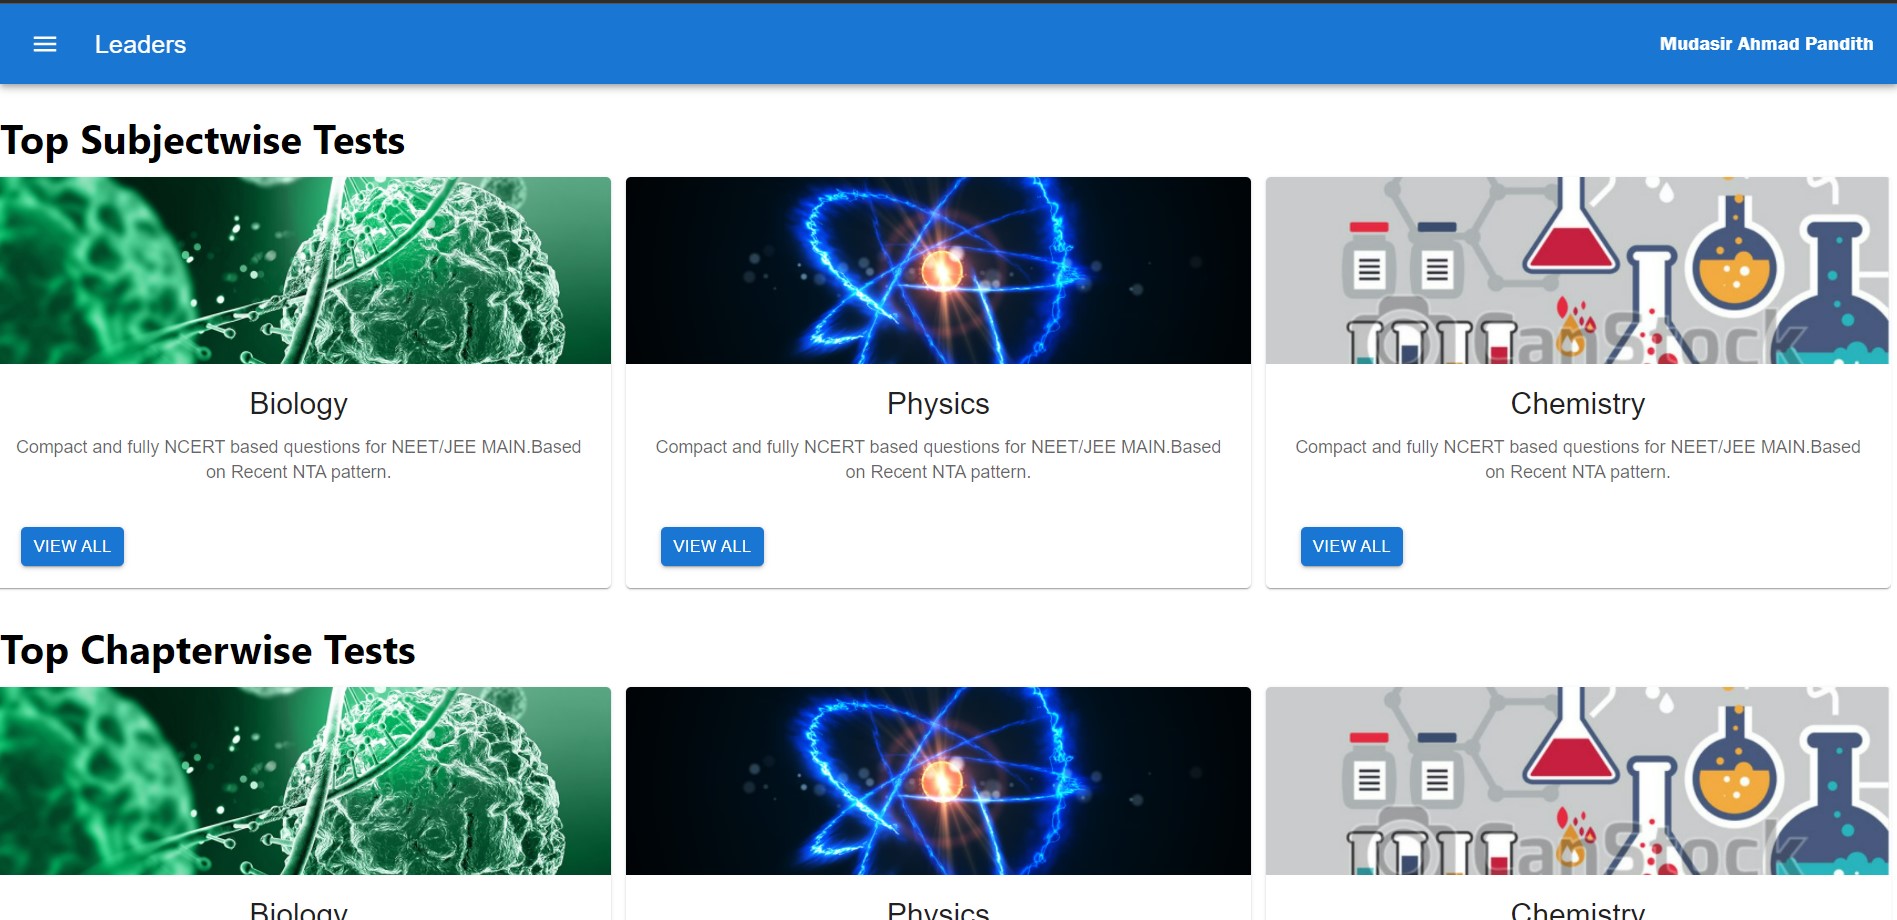 Leaders
Mudasir Ahmad Pandith
Top Subjectwise Tests
CanStock
Biology
Compact and fully NCERT based questions for NEET/JEE MAIN.Based
on Recent NTA pattern.
VIEW ALL
Physics
Compact and fully NCERT based questions for NEET/JEE MAIN.Based
on Recent NTA pattern.
VIEW ALL
Chemistry
Compact and fully NCERT based questions for NEET/JEE MAIN.Based
on Recent NTA pattern.
VIEW ALL
Top Chapterwise Tests
CanStock
Biology
Physics
Chemistry